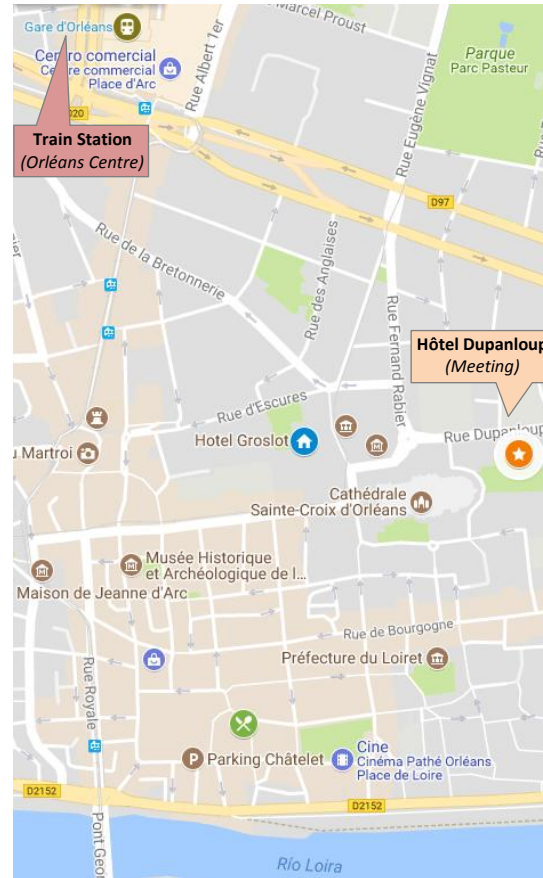 Marcel Proust
Gare d'Orléans
Centro comercial
Centre commercial
Place d'Arc
Rue Albert 1er
Rue Eugène Vignat
Parque
Parc Pasteur
D20
Train Station
(Orléans Centre)
D97
Rue de la Bretonnerie
Rue des Anglaises
Rue Fernand Rabier
Hôtel Dupanloup
(Meeting)
Rue d'Escures
Hotel Groslot
Rue Dupanloup
u Martroi
Cathédrale
Sainte-Croix d'Orléans
Musée Historique
et Archéologique de l...
Maison de Jeanne d'Arc
Rue de Bourgogne
Préfecture du Loiret
Rue Royale
P
Parking Châtelet
Cine
Cinéma Pathé Orléans
Place de Loire
D2152
D2152
Pont Geor
Río Loira